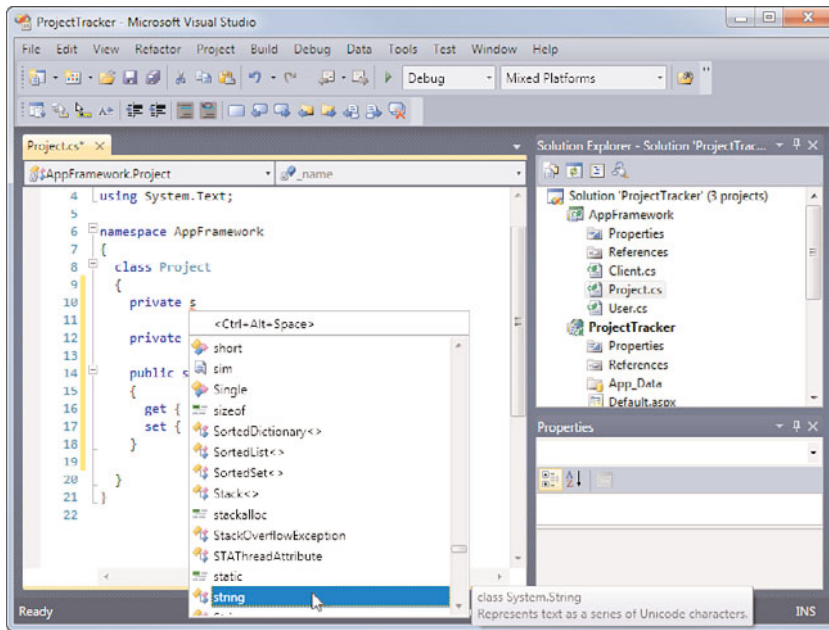 ProjectTracker - Microsoft Visual Studio
File Edit View Refactor Project Build Debug Data Tools Test Window Help
Debug Mixed Platforms
Project.cs*
AppFramework.Project _name
4 using System.Text;
5
6 namespace AppFramework
7 {
8 class Project
9 {
10 private s
11
12 private
13
14 public s
15 {
16 get {
17 set {
18 }
19
20 }
21 }
22
<Ctrl+Alt+Space>
short
sim
Single
sizeof
SortedDictionary<>
SortedList<>
SortedSet<>
Stack<>
stackalloc
StackOverflowException
STAThreadAttribute
static
string
class System.String
Represents text as a series of Unicode characters.
Solution Explorer - Solution 'ProjectTrac...
Solution 'ProjectTracker' (3 projects)
AppFramework
Properties
References
Client.cs
Project.cs
User.cs
ProjectTracker
Properties
References
App_Data
Default.aspx
Properties
Ready INS